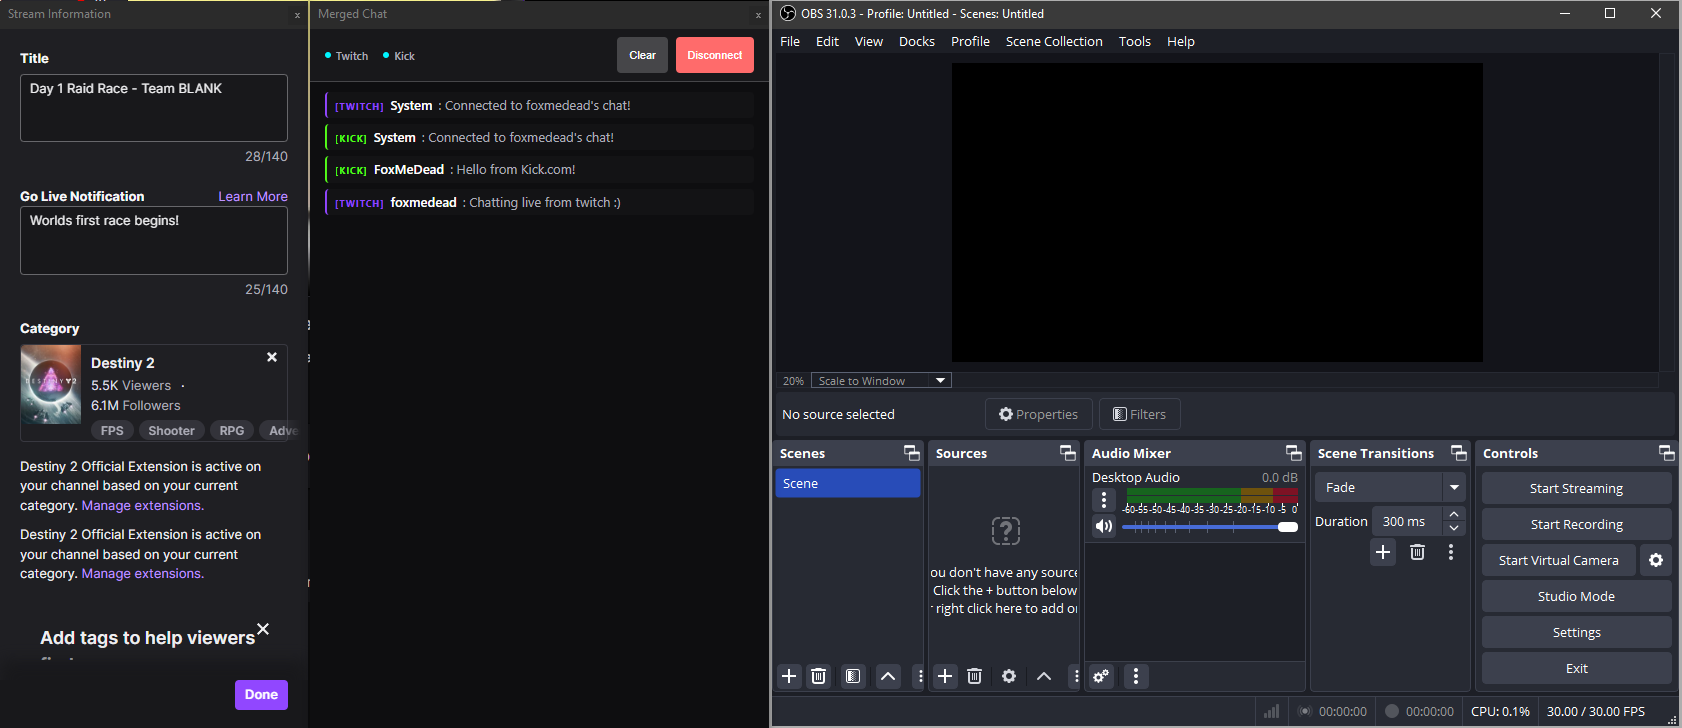 Stream Information
x
Title
Day 1 Raid Race - Team BLANK
28/140
Go Live Notification
Learn More
Worlds first race begins!
25/140
Category
Destiny 2
5.5K Viewers ·
6.1M Followers
FPS
Shooter
RPG
Adve
Destiny 2 Official Extension is active on
your channel based on your current
category. Manage extensions.
Destiny 2 Official Extension is active on
your channel based on your current
category. Manage extensions.
Add tags to help viewers
Done
Merged Chat
x
Twitch
Kick
Clear
Disconnect
[TWITCH] System : Connected to foxmedead's chat!
[KICK] System : Connected to foxmedead's chat!
[KICK] FoxMeDead : Hello from Kick.com!
[TWITCH] foxmedead : Chatting live from twitch :)
OBS 31.0.3 - Profile: Untitled - Scenes: Untitled
File Edit View Docks Profile Scene Collection Tools Help
20%
Scale to Window
No source selected
Properties
Filters
Scenes
Scene
Sources
ou don't have any source
Click the + button below
right click here to add or
Audio Mixer
Desktop Audio
0.0 dB
-60 -55 -50 -45 -40 -35 -30 -25 -20 -15 -10 -5 0
Scene Transitions
Fade
Duration
300 ms
Controls
Start Streaming
Start Recording
Start Virtual Camera
Studio Mode
Settings
Exit
00:00:00
00:00:00
CPU: 0.1%
30.00 / 30.00 FPS